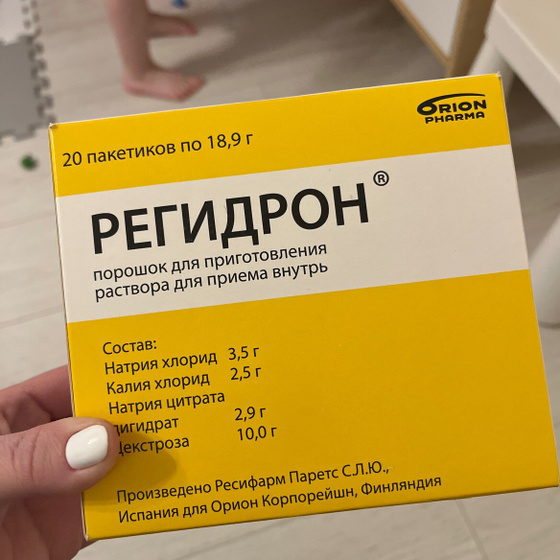 ORION
PHARMA
20 пакетиков по 18,9 г
РЕГИДРОН®
порошок для приготовления
раствора для приема внутрь
Состав:
Натрия хлорид 3,5 г
Калия хлорид 2,5 г
Натрия цитрата
дигидрат 2,9 г
Декстроза 10,0 г
Произведено Ресифарм Паретс С.Л.Ю.,
Испания для Орион Корпорейшн, Финляндия